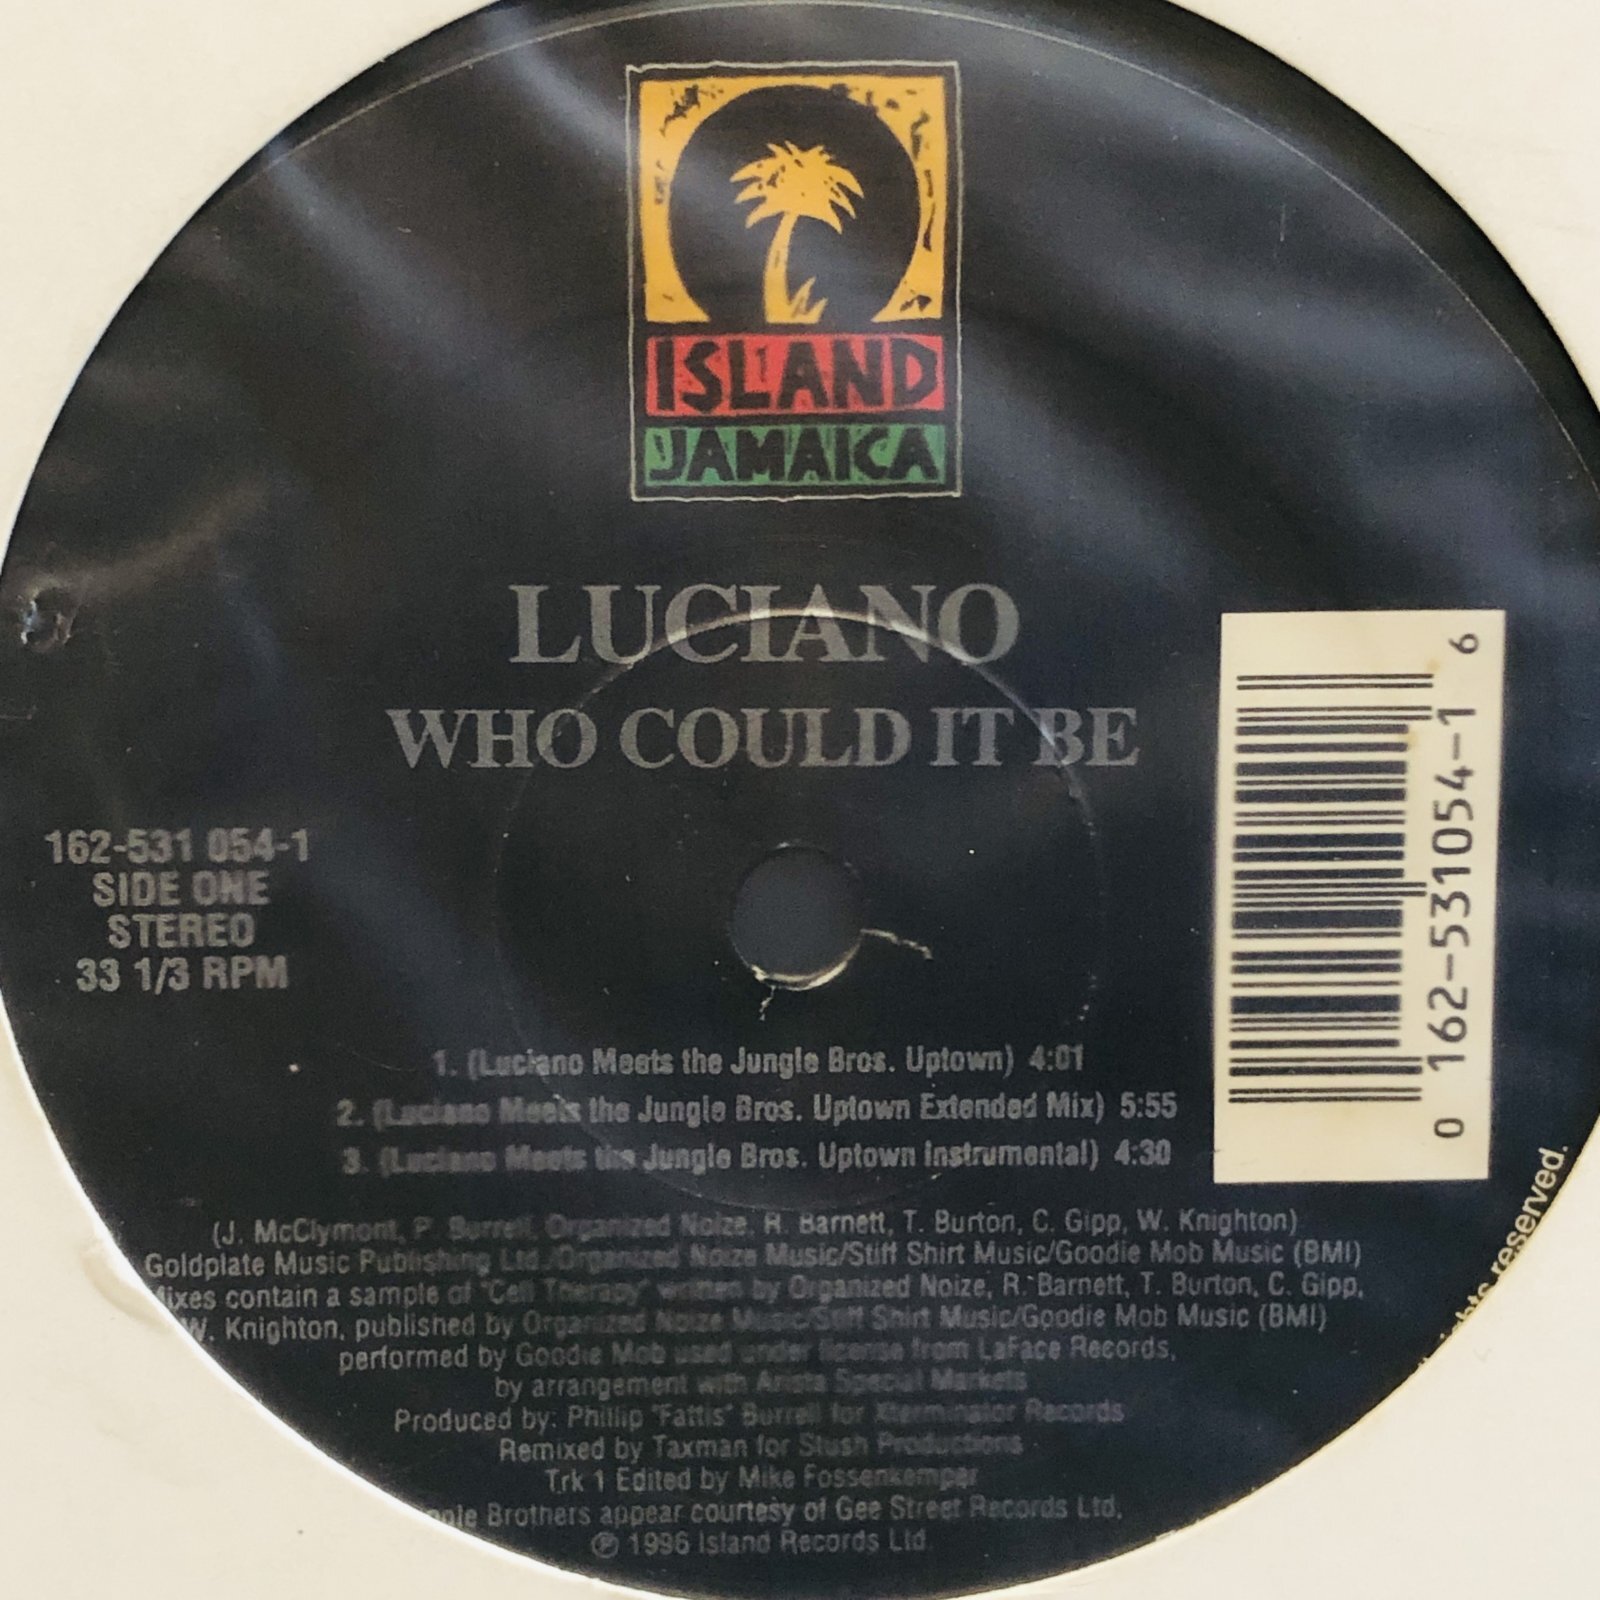 ISLAND
JAMAICA
LUCIANO
WHO COULD IT BE
162-531 054-1
SIDE ONE
STEREO
33 1/3 RPM
1. (Luciano Meets the Jungle Bros. Uptown) 4:01
2. (Luciano Meets the Jungle Bros. Uptown Extended Mix) 5:55
3. (Luciano Meets the Jungle Bros. Uptown Instrumental) 4:30
(J. McClymont, P. Burrell, Organized Noize, R. Barnett, T. Burton, C. Gipp, W. Knighton)
Goldplate Music Publishing Ltd./Organized Noize Music/Stiff Shirt Music/Goodie Mob Music (BMI)
contain a sample of "Cell Therapy" written by Organized Noize, R. Barnett, T. Burton, C. Gipp,
W. Knighton, published by Organized Noize Music/Stiff Shirt Music/Goodie Mob Music (BMI)
performed by Goodie Mob used under license from LaFace Records,
by arrangement with Arista Special Markets
Produced by: Phillip "Fattis" Burrell for Xterminator Records
Remixed by Taxman for Stush Productions
Trk 1 Edited by Mike Fossenkemper
Brothers appear courtesy of Gee Street Records Ltd.
℗ 1996 Island Records Ltd.
0 162-531054-1 6
reserved.